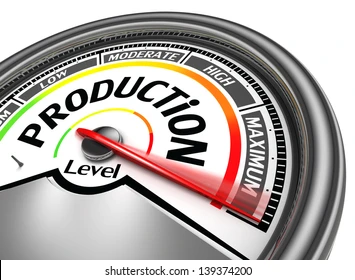 LOW
MODERATE
HIGH
MAXIMUM
PRODUCTION
Level
shutterstock.com · 139374200